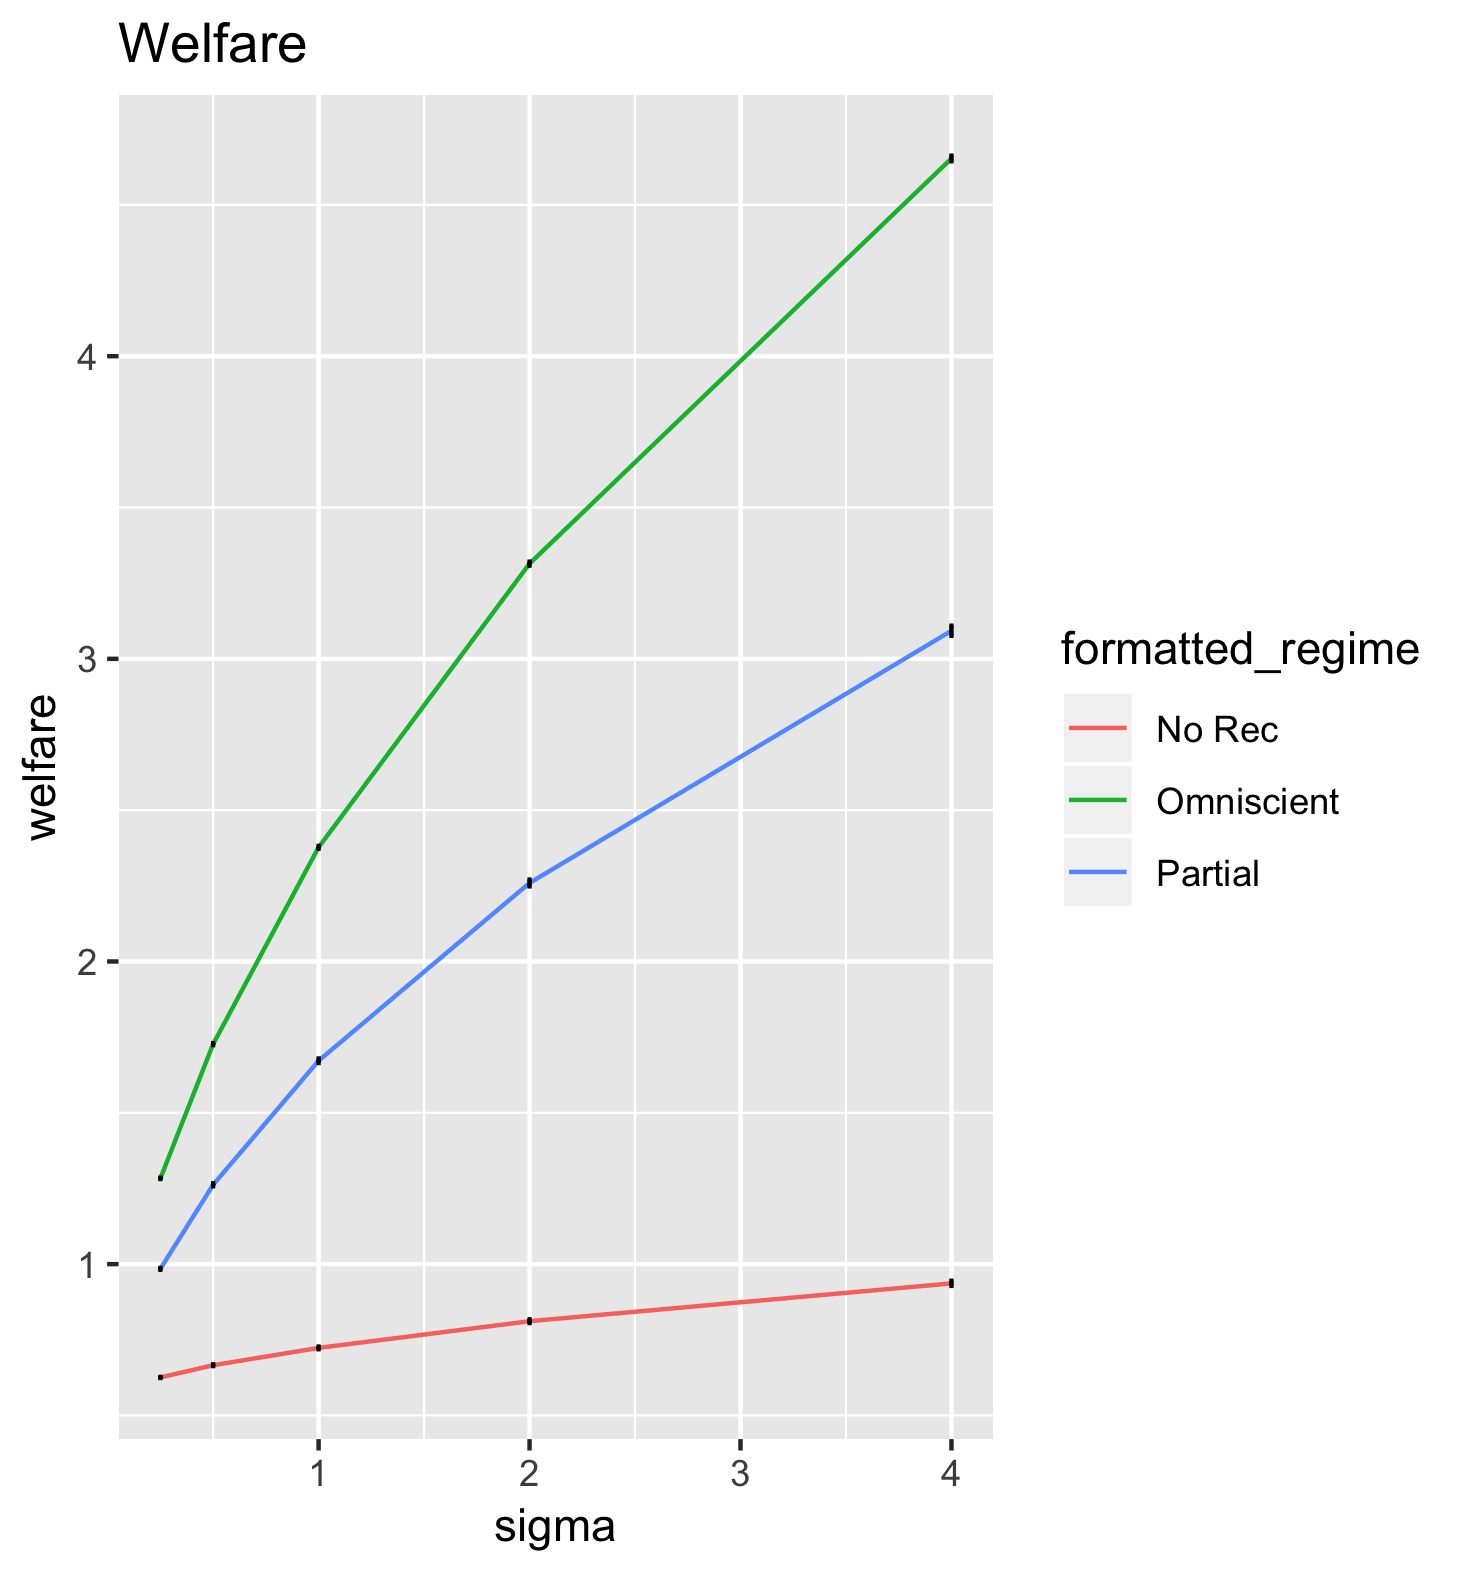 Welfare
welfare
4
3
2
1
1 2 3 4
sigma
formatted_regime
No Rec
Omniscient
Partial